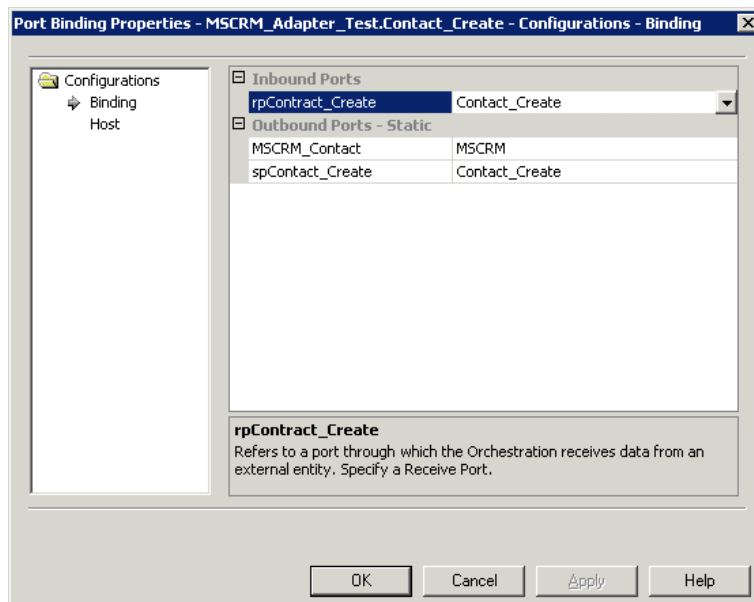 Port Binding Properties - MSCRM_Adapter_Test.Contact_Create - Configurations - Binding
Configurations
Binding
Host
Inbound Ports
rpContract_Create Contact_Create
Outbound Ports - Static
MSCRM_Contact MSCRM
spContact_Create Contact_Create
rpContract_Create
Refers to a port through which the Orchestration receives data from an
external entity. Specify a Receive Port.
OK Cancel Apply Help